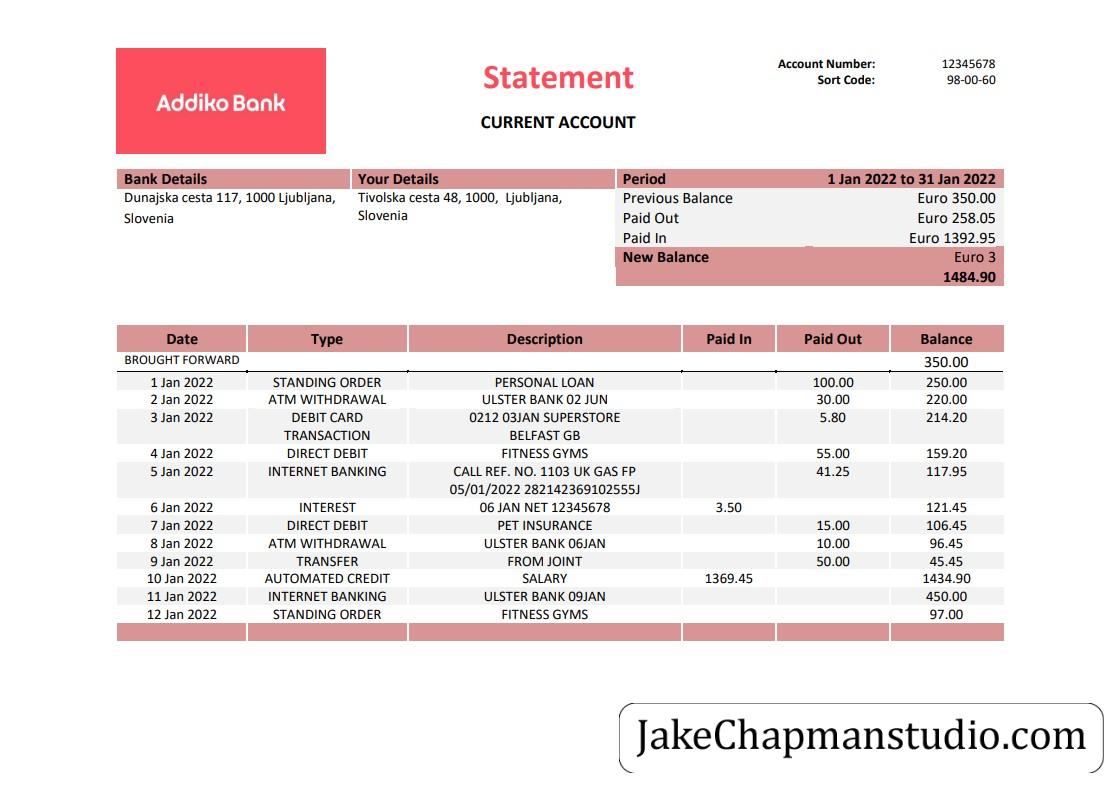 Addiko Bank
Statement
CURRENT ACCOUNT
Account Number: 12345678
Sort Code: 98-00-60
Bank Details Your Details Period 1 Jan 2022 to 31 Jan 2022
Dunajska cesta 117, 1000 Ljubljana, Tivolska cesta 48, 1000, Ljubljana, Previous Balance Euro 350.00
Slovenia Slovenia Paid Out Euro 258.05
Paid In Euro 1392.95
New Balance Euro 3
1484.90
Date Type Description Paid In Paid Out Balance
BROUGHT FORWARD 350.00
1 Jan 2022 STANDING ORDER PERSONAL LOAN 100.00 250.00
2 Jan 2022 ATM WITHDRAWAL ULSTER BANK 02 JUN 30.00 220.00
3 Jan 2022 DEBIT CARD 0212 03JAN SUPERSTORE 5.80 214.20
TRANSACTION BELFAST GB
4 Jan 2022 DIRECT DEBIT FITNESS GYMS 55.00 159.20
5 Jan 2022 INTERNET BANKING CALL REF. NO. 1103 UK GAS FP 41.25 117.95
05/01/2022 282142369102555J
6 Jan 2022 INTEREST 06 JAN NET 12345678 3.50 121.45
7 Jan 2022 DIRECT DEBIT PET INSURANCE 15.00 106.45
8 Jan 2022 ATM WITHDRAWAL ULSTER BANK 06JAN 10.00 96.45
9 Jan 2022 TRANSFER FROM JOINT 50.00 45.45
10 Jan 2022 AUTOMATED CREDIT SALARY 1369.45 1434.90
11 Jan 2022 INTERNET BANKING ULSTER BANK 09JAN 450.00
12 Jan 2022 STANDING ORDER FITNESS GYMS 97.00
JakeChapmanstudio.com